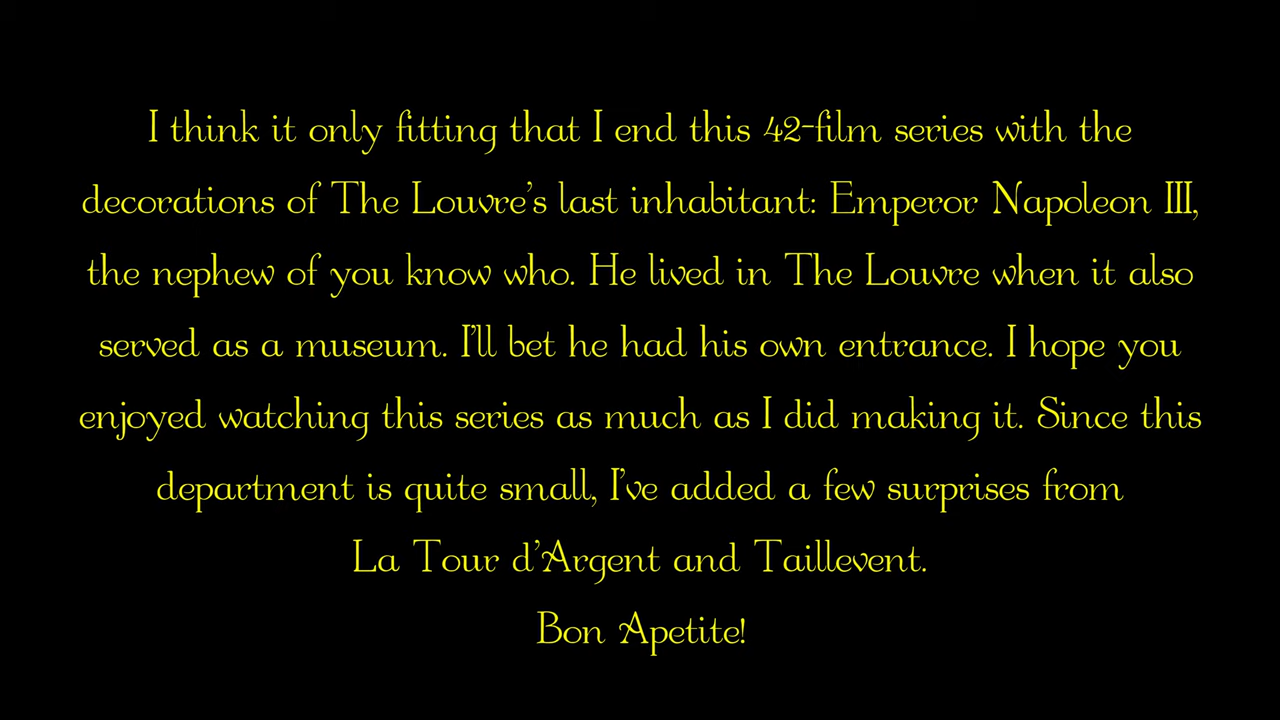 I think it only fitting that I end this 42-film series with the
decorations of The Louvre's last inhabitant: Emperor Napoleon III,
the nephew of you know who. He lived in The Louvre when it also
served as a museum. I'll bet he had his own entrance. I hope you
enjoyed watching this series as much as I did making it. Since this
department is quite small, I've added a few surprises from
La Tour d'Argent and Taillevent.
Bon Apetite!